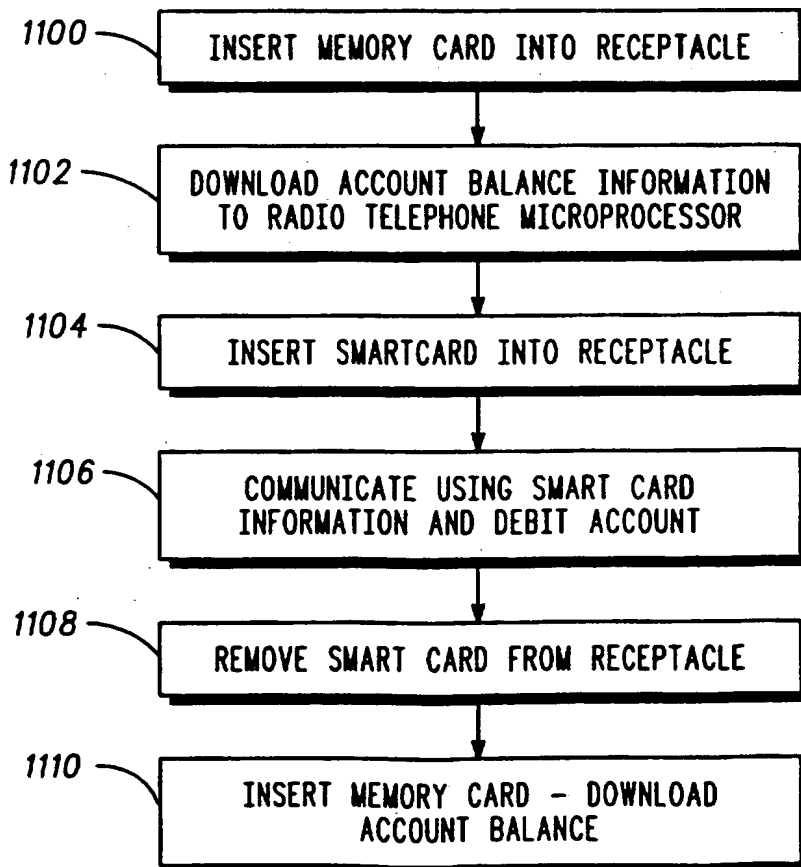 1100
INSERT MEMORY CARD INTO RECEPTACLE
1102
DOWNLOAD ACCOUNT BALANCE INFORMATION
TO RADIO TELEPHONE MICROPROCESSOR
1104
INSERT SMARTCARD INTO RECEPTACLE
1106
COMMUNICATE USING SMART CARD
INFORMATION AND DEBIT ACCOUNT
1108
REMOVE SMART CARD FROM RECEPTACLE
1110
INSERT MEMORY CARD – DOWNLOAD
ACCOUNT BALANCE